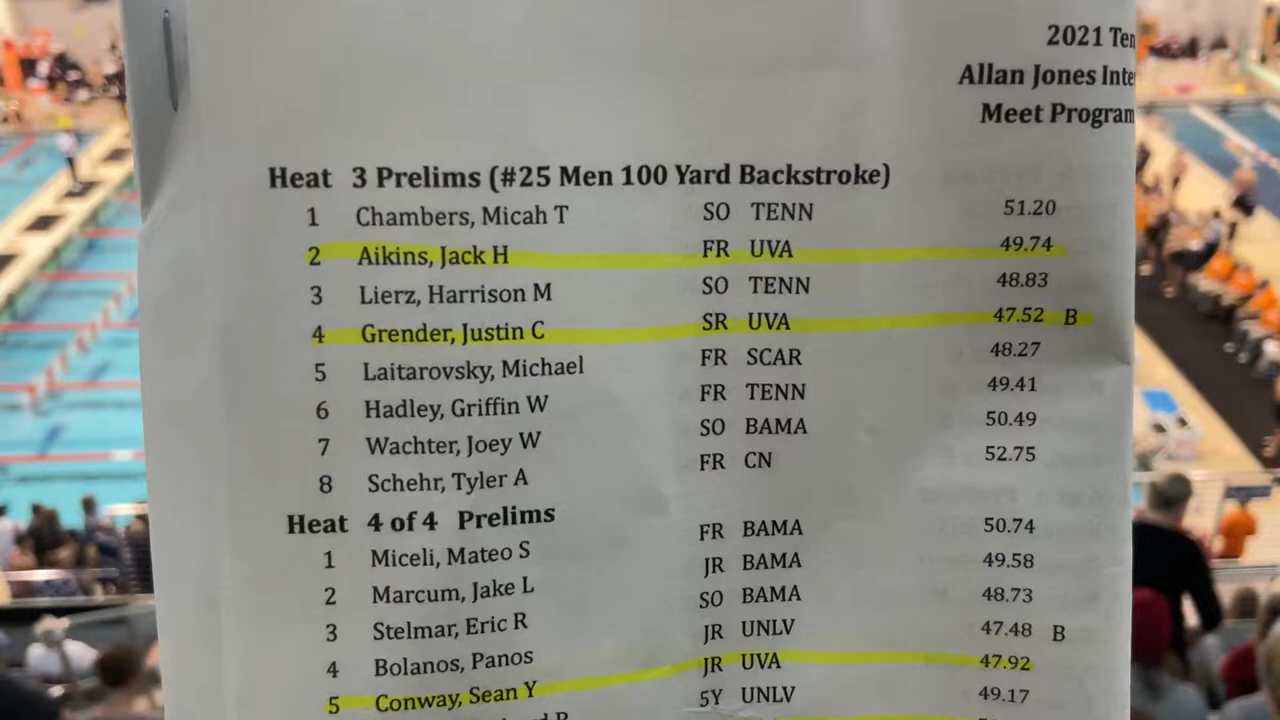 2021 Ten
Allan Jones Inte
Meet Program
Heat 3 Prelims (#25 Men 100 Yard Backstroke)
1 Chambers, Micah T SO TENN 51.20
2 Aikins, Jack H FR UVA 49.74
3 Lierz, Harrison M SO TENN 48.83
4 Grender, Justin C SR UVA 47.52 B
5 Laitarovsky, Michael FR SCAR 48.27
6 Hadley, Griffin W FR TENN 49.41
7 Wachter, Joey W SO BAMA 50.49
8 Schehr, Tyler A FR CN 52.75
Heat 4 of 4 Prelims
1 Miceli, Mateo S FR BAMA 50.74
2 Marcum, Jake L JR BAMA 49.58
3 Stelmar, Eric R SO BAMA 48.73
4 Bolanos, Panos JR UNLV 47.48 B
5 Conway, Sean Y JR UVA 47.92
5Y UNLV 49.17